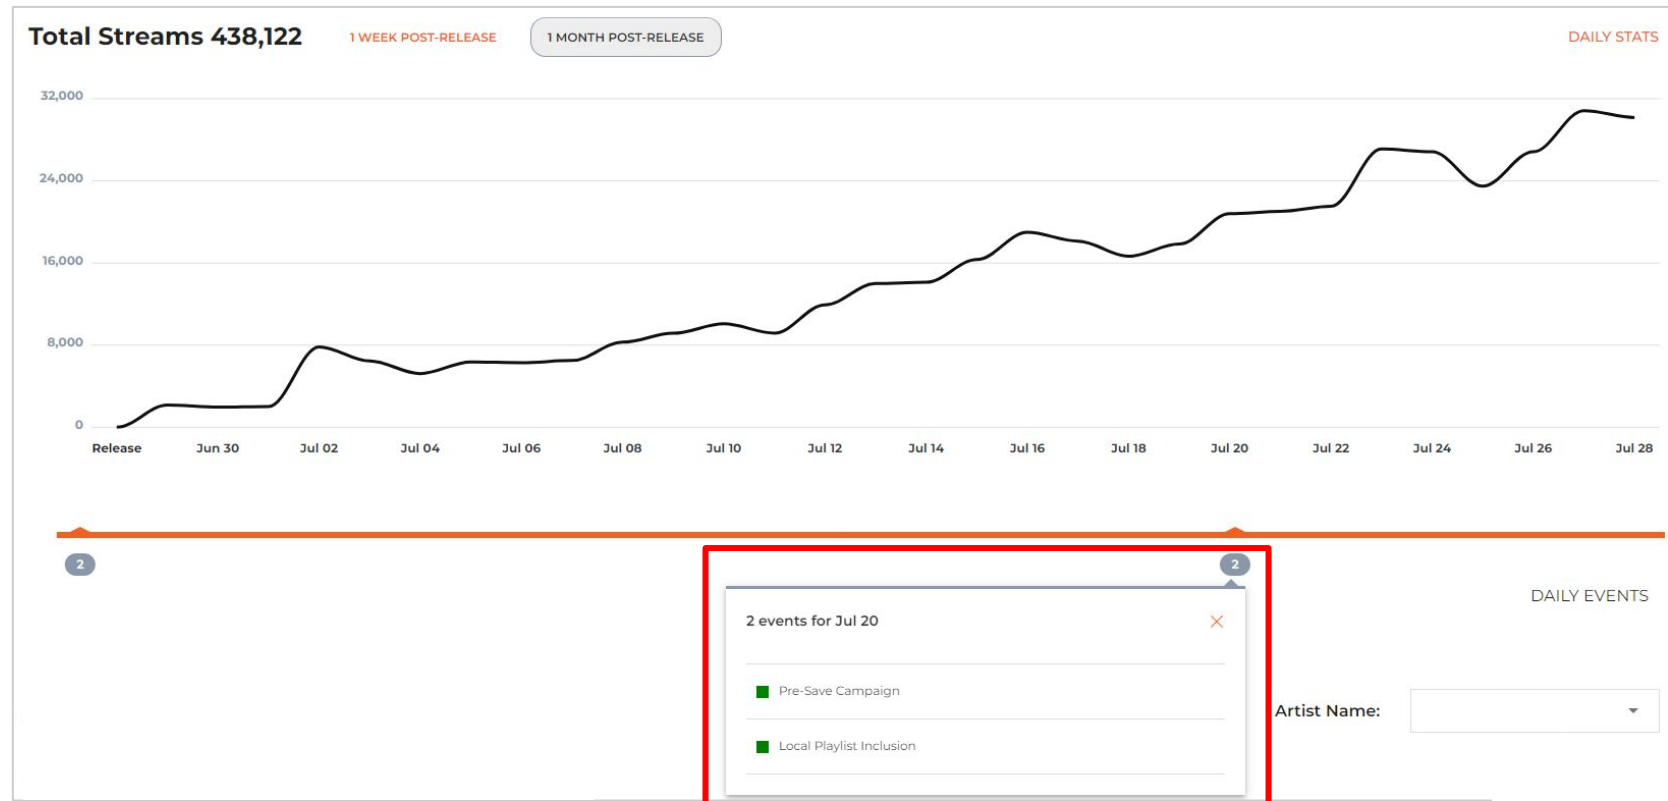 Total Streams 438,122 1 WEEK POST-RELEASE 1 MONTH POST-RELEASE DAILY STATS
32,000
24,000
16,000
8,000
0
Release Jun 30 Jul 02 Jul 04 Jul 06 Jul 08 Jul 10 Jul 12 Jul 14 Jul 16 Jul 18 Jul 20 Jul 22 Jul 24 Jul 26 Jul 28
2 2
DAILY EVENTS
2 events for Jul 20
Pre-Save Campaign
Artist Name:
Local Playlist Inclusion